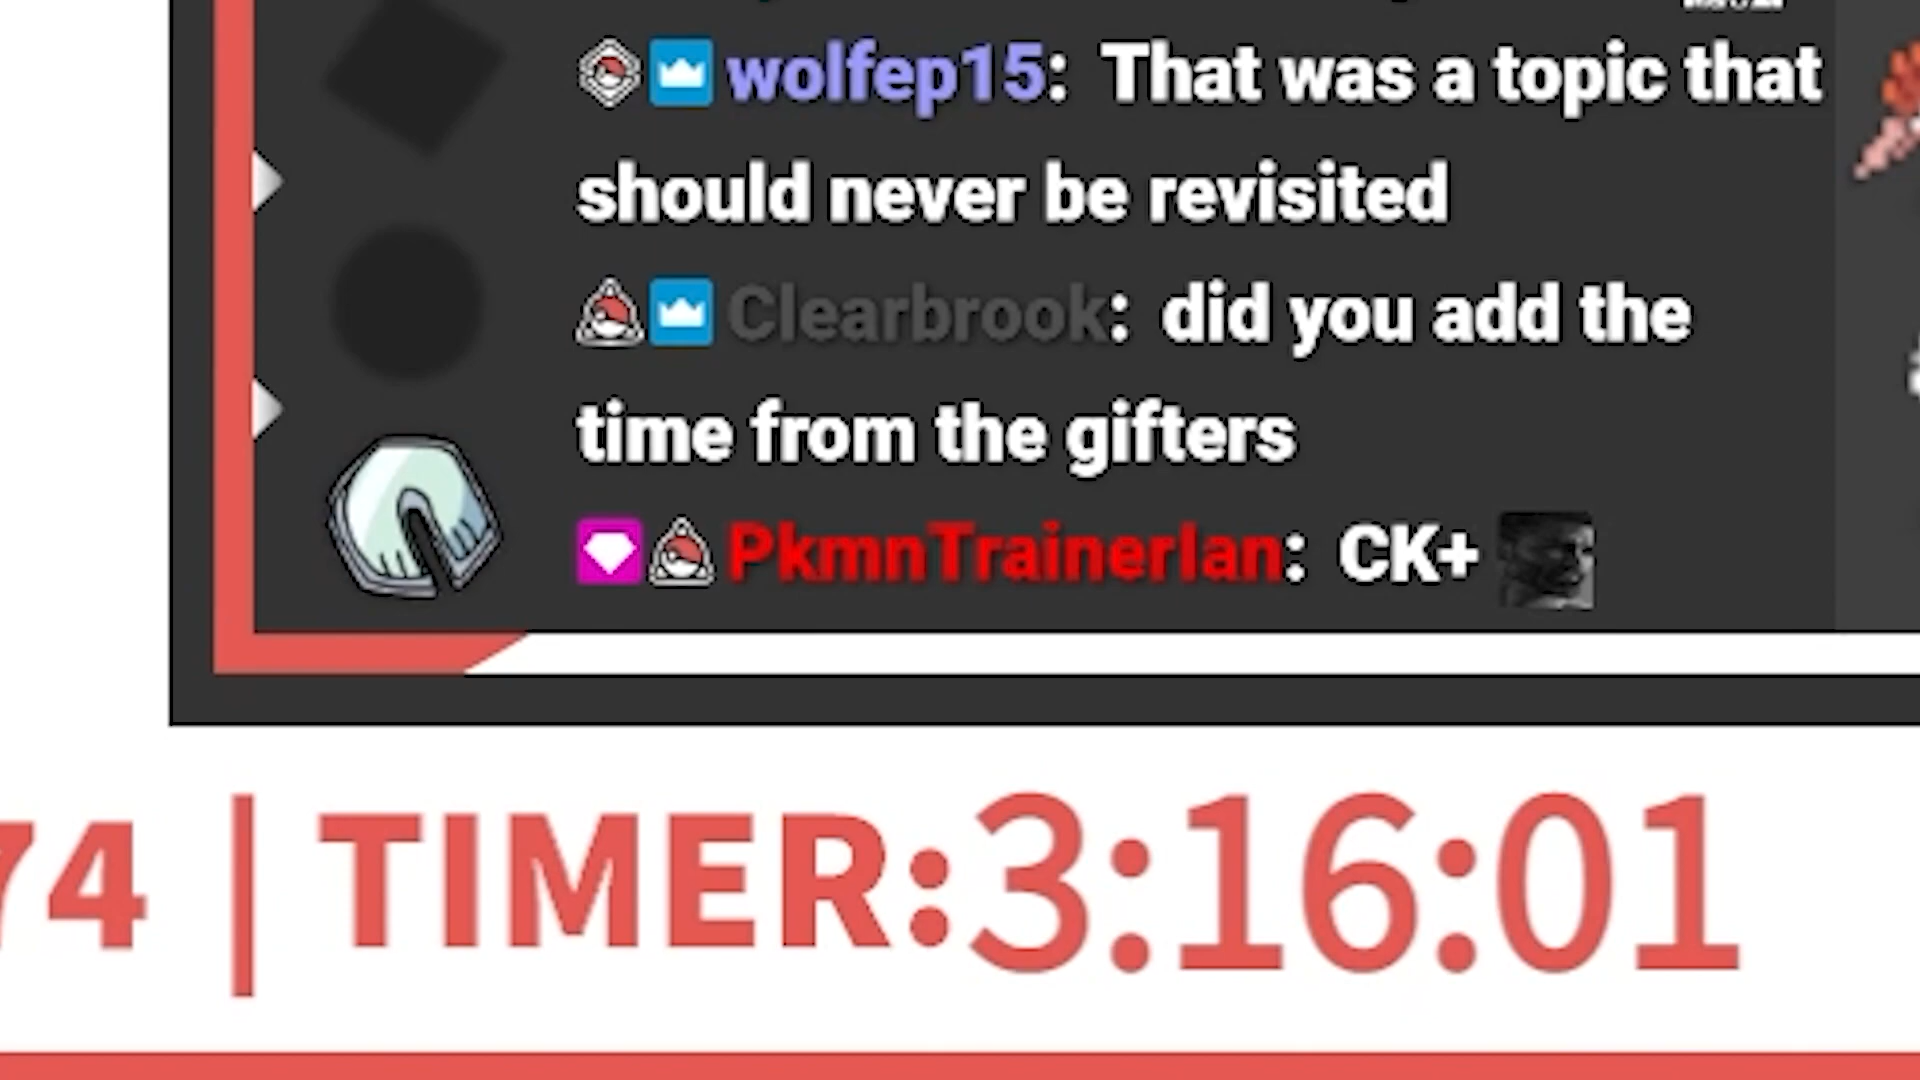 wolfep15: That was a topic that
should never be revisited
Clearbrook: did you add the
time from the gifters
PkmnTrainerIan: CK+
74 | TIMER:3:16:01